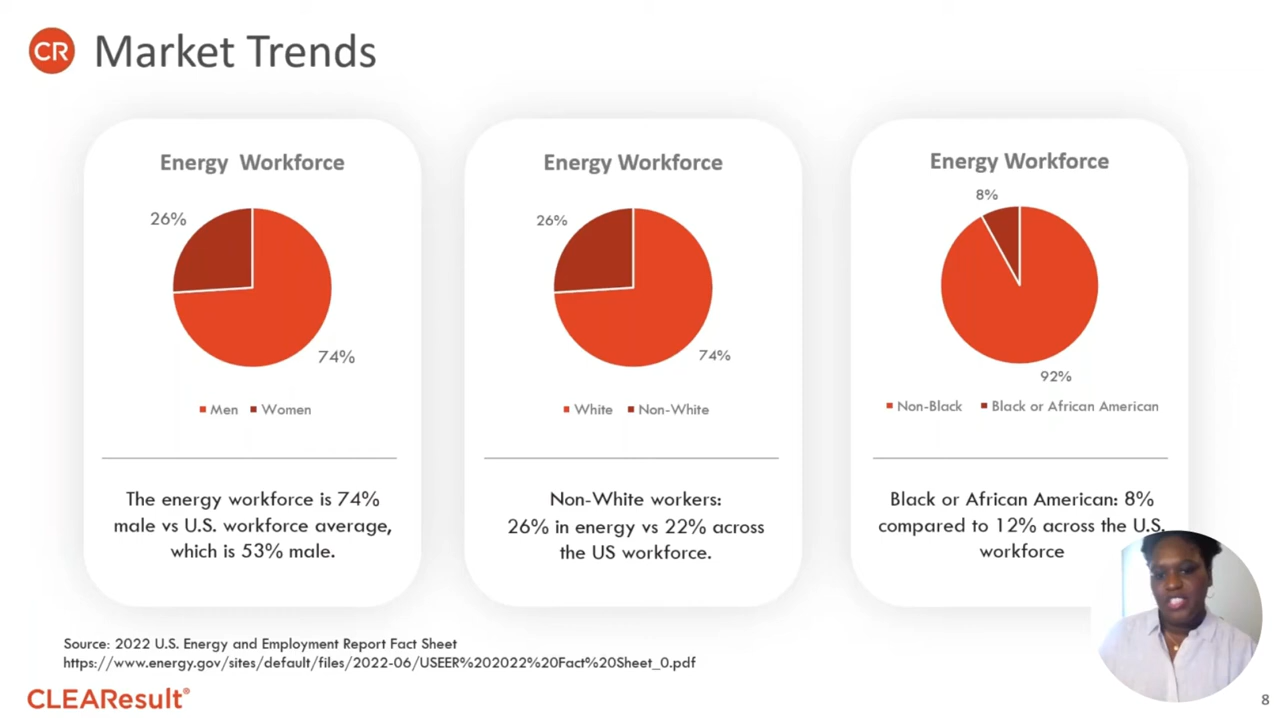 CR Market Trends
Energy Workforce
26%
74%
Men Women
The energy workforce is 74%
male vs U.S. workforce average,
which is 53% male.
Energy Workforce
26%
74%
White Non-White
Non-White workers:
26% in energy vs 22% across
the US workforce.
Energy Workforce
8%
92%
Non-Black Black or African American
Black or African American: 8%
compared to 12% across the U.S.
workforce
Source: 2022 U.S. Energy and Employment Report Fact Sheet
https://www.energy.gov/sites/default/files/2022-06/USEER%202022%20Fact%20Sheet_0.pdf
CLEAResult®
8